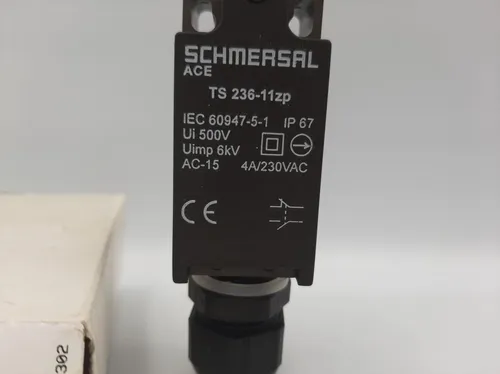 SCHMERSAL
ACE
TS 236-11zp
IEC 60947-5-1 IP 67
Ui 500V
Uimp 6kV
AC-15 4A/230VAC
CE
302